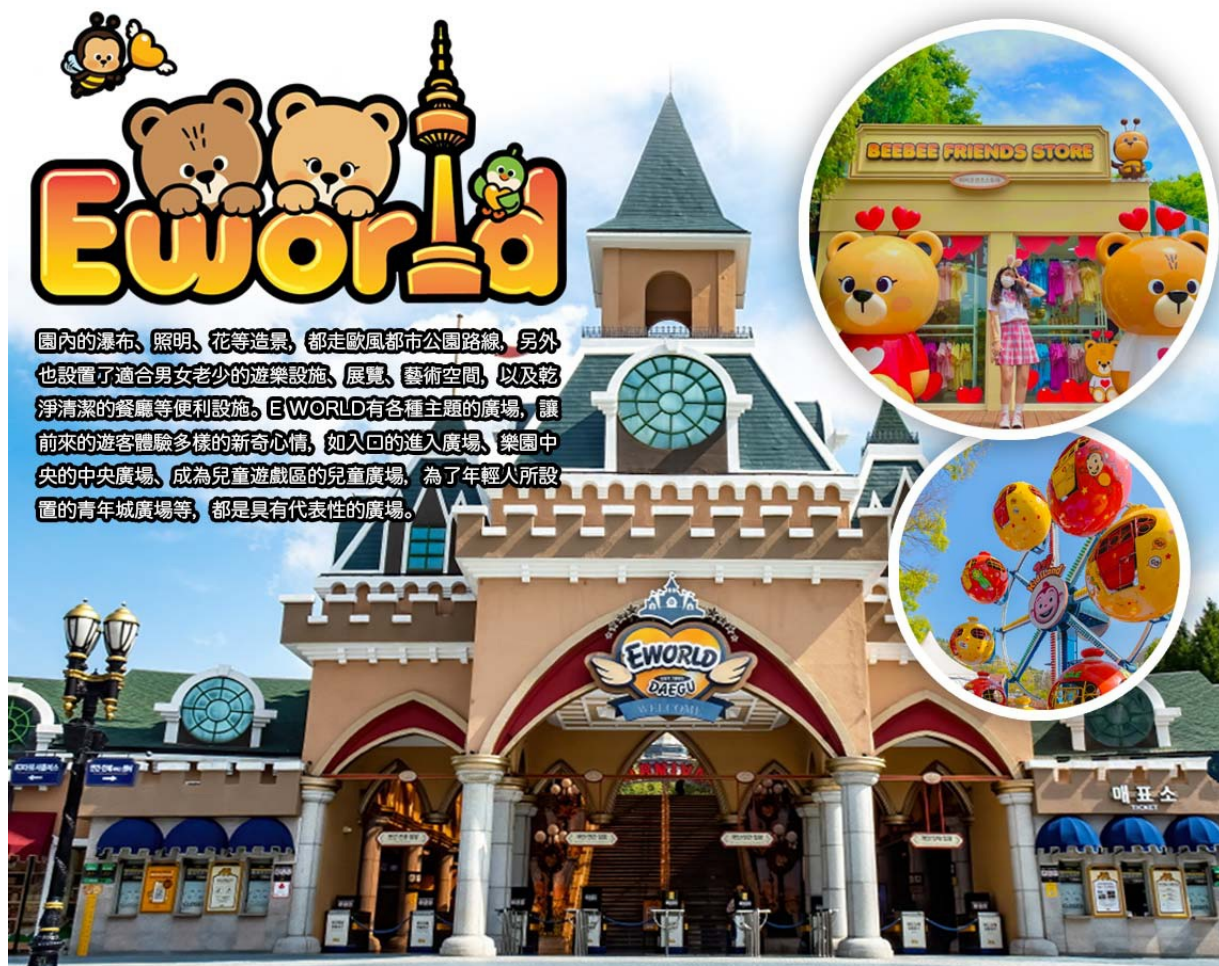 Eworld
BEEBEE FRIENDS STORE
園內的瀑布、照明、花等造景，都走歐風都市公園路線，另外
也設置了適合男女老少的遊樂設施、展覽、藝術空間，以及乾
淨清潔的餐廳等便利設施。E WORLD有各種主題的廣場，讓
前來的遊客體驗多樣的新奇心情，如入口的進入廣場、樂園中
央的中央廣場、成為兒童遊戲區的兒童廣場，為了年輕人所設
置的青年城廣場等，都是具有代表性的廣場。
EWORLD
DAEGU
WELCOME
매표소
TICKET